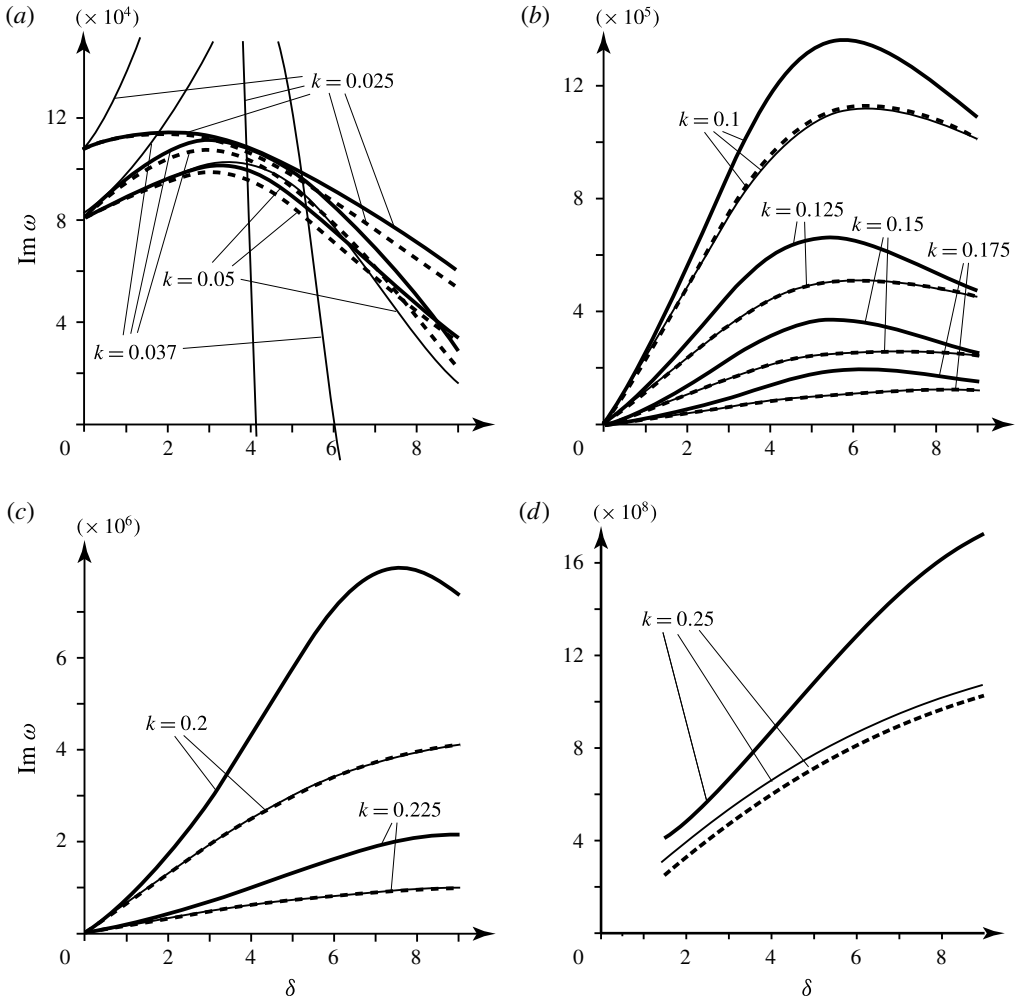 (a) (× 10⁴) (b) (× 10⁵)
12 k = 0.025 12 k = 0.1
8 8
Im ω k = 0.125 k = 0.15 k = 0.175
k = 0.05
4 k = 0.037 4
0 2 4 6 8 0 2 4 6 8
(c) (× 10⁶) (d) (× 10⁸)
16
k = 0.25
6 12
k = 0.2
Im ω 4 8
k = 0.225
2 4
0 2 4 6 8 0 2 4 6 8
δ δ